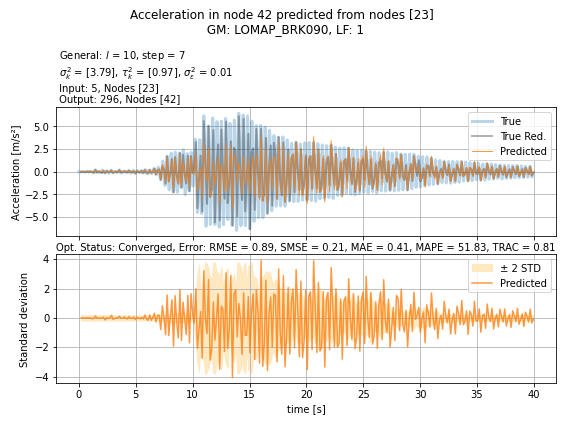 Acceleration in node 42 predicted from nodes [23]
GM: LOMAP_BRK090, LF: 1
General: l = 10, step = 7
σ²ₖ = [3.79], τ²ₖ = [0.97], σ²ε = 0.01
Input: 5, Nodes [23]
Output: 296, Nodes [42]
Acceleration [m/s²]
5.0
2.5
0.0
−2.5
−5.0
True
True Red.
Predicted
Opt. Status: Converged, Error: RMSE = 0.89, SMSE = 0.21, MAE = 0.41, MAPE = 51.83, TRAC = 0.81
Standard deviation
4
2
0
−2
−4
± 2 STD
Predicted
0 5 10 15 20 25 30 35 40
time [s]